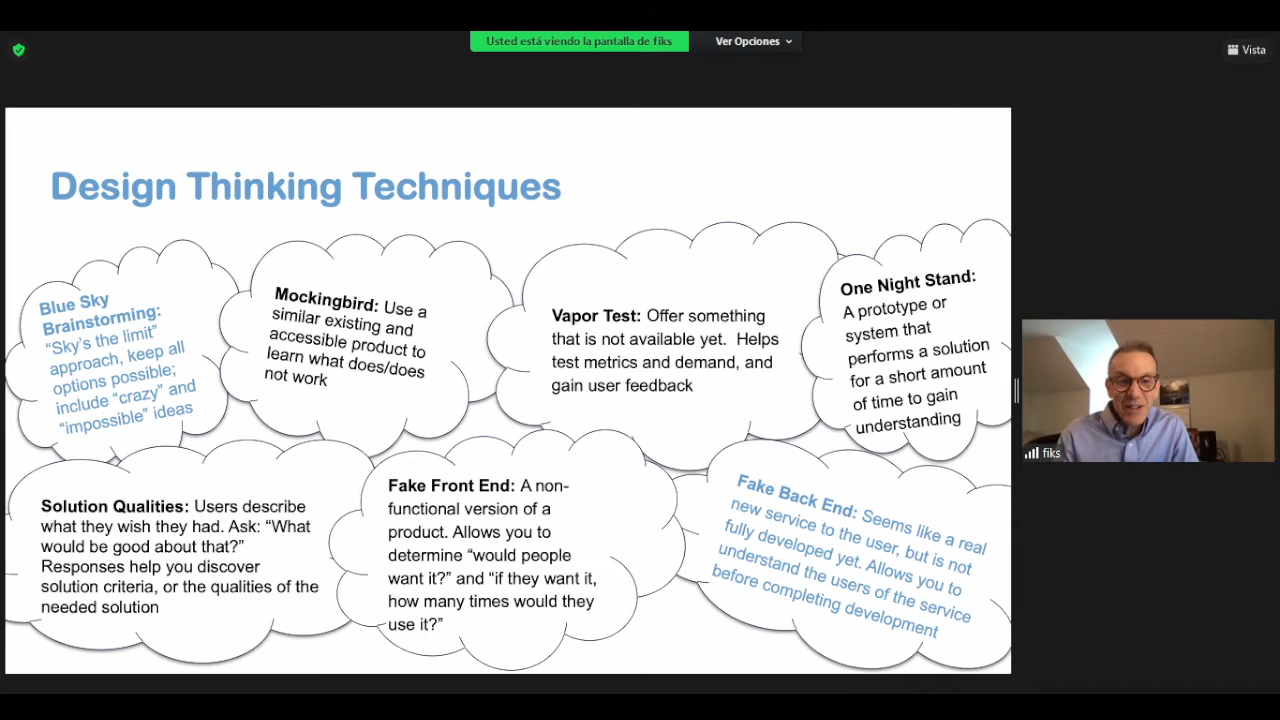 Usted está viendo la pantalla de fiks
Ver Opciones
Vista
Design Thinking Techniques
Blue Sky
Brainstorming:
“Sky’s the limit”
approach, keep all
options possible;
include “crazy” and
“impossible” ideas
Mockingbird: Use a
similar existing and
accessible product to
learn what does/does
not work
Vapor Test: Offer something
that is not available yet.  Helps
test metrics and demand, and
gain user feedback
One Night Stand:
A prototype or
system that
performs a solution
for a short amount
of time to gain
understanding
Solution Qualities: Users describe
what they wish they had. Ask: “What
would be good about that?”
Responses help you discover
solution criteria, or the qualities of the
needed solution
Fake Front End: A non-
functional version of a
product. Allows you to
determine “would people
want it?” and “if they want it,
how many times would they
use it?”
Fake Back End: Seems like a real
new service to the user, but is not
fully developed yet. Allows you to
understand the users of the service
before completing development
fiks